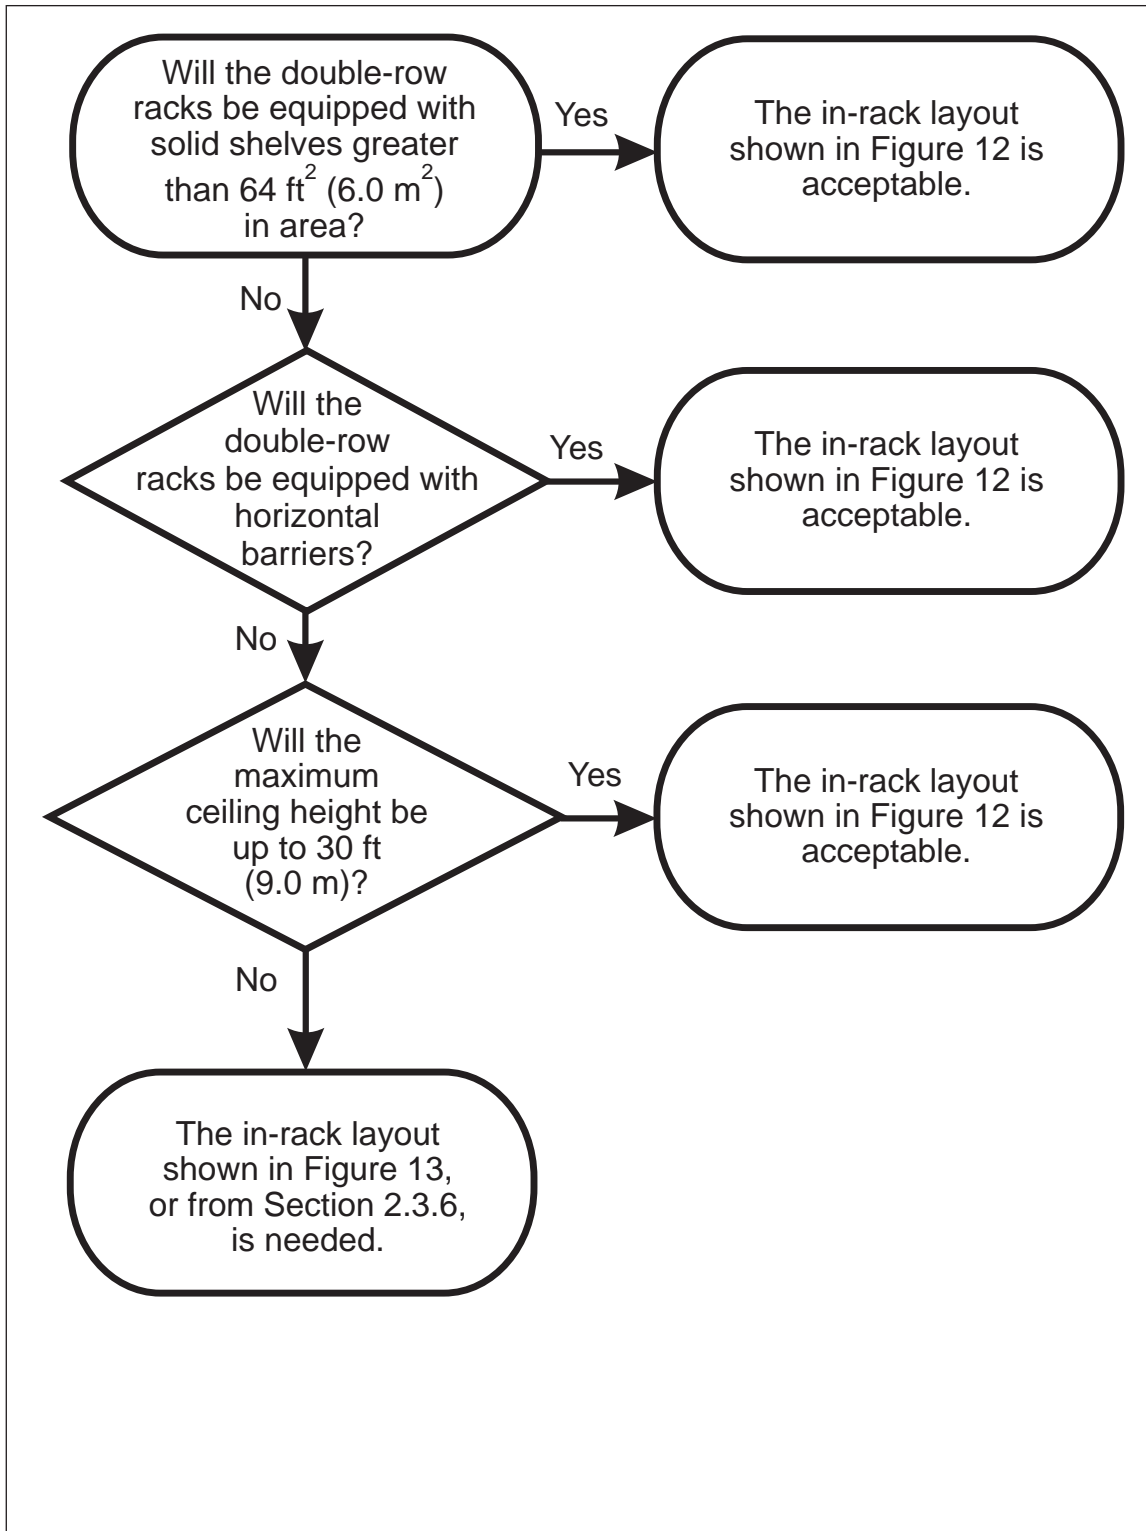 Will the double-row
racks be equipped with
solid shelves greater
than 64 ft² (6.0 m²)
in area?
Yes
The in-rack layout
shown in Figure 12 is
acceptable.
No
Will the
double-row
racks be equipped with
horizontal
barriers?
Yes
The in-rack layout
shown in Figure 12 is
acceptable.
No
Will the
maximum
ceiling height be
up to 30 ft
(9.0 m)?
Yes
The in-rack layout
shown in Figure 12 is
acceptable.
No
The in-rack layout
shown in Figure 13,
or from Section 2.3.6,
is needed.